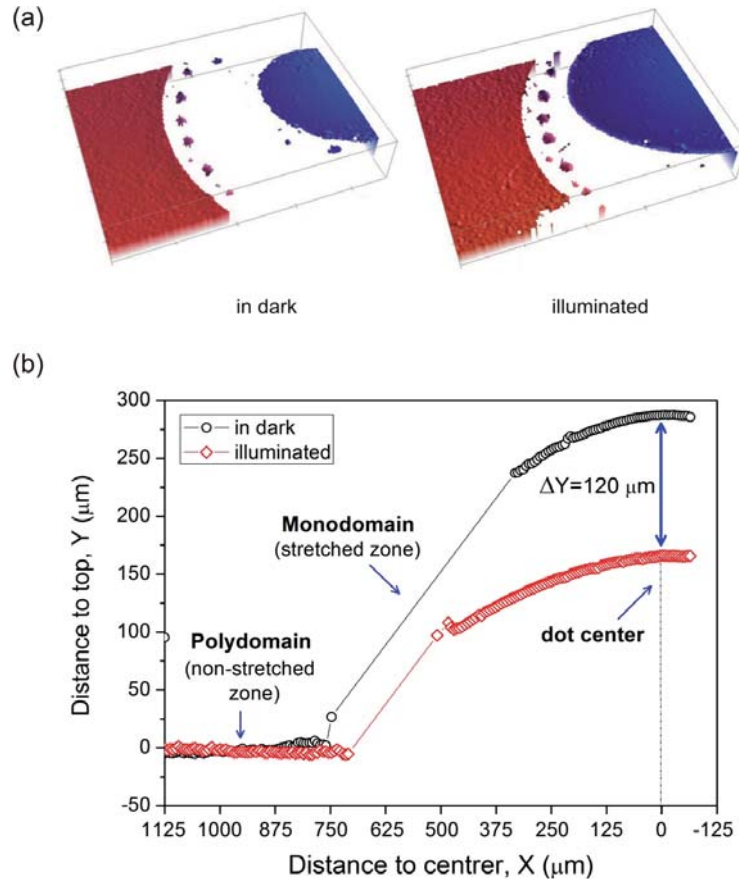 (a)
in dark
illuminated
(b)
300
250
200
150
100
50
0
-50
Distance to top, Y (μm)
in dark
illuminated
Monodomain
(stretched zone)
Polydomain
(non-stretched
zone)
ΔY=120 μm
dot center
1125 1000 875 750 625 500 375 250 125 0 -125
Distance to centrer, X (μm)